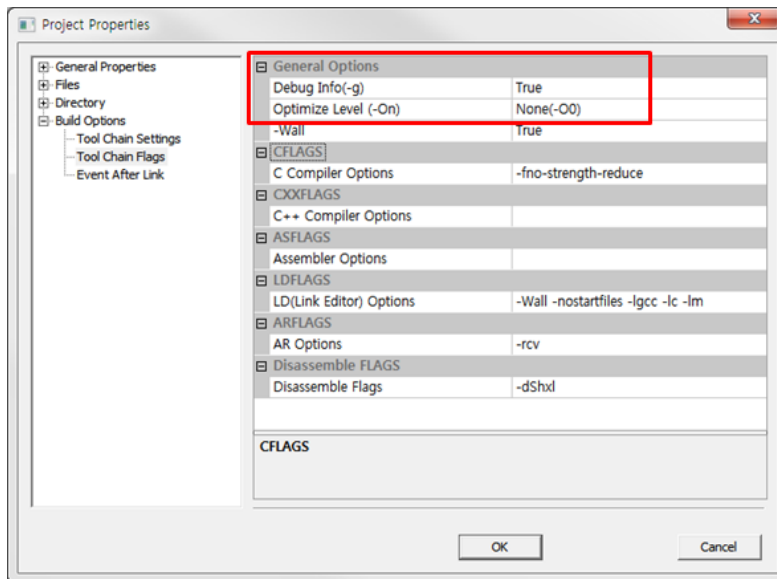 Project Properties
General Properties
Files
Directory
Build Options
Tool Chain Settings
Tool Chain Flags
Event After Link
General Options
Debug Info(-g) True
Optimize Level (-On) None(-O0)
-Wall True
CFLAGS
C Compiler Options -fno-strength-reduce
CXXFLAGS
C++ Compiler Options
ASFLAGS
Assembler Options
LDFLAGS
LD(Link Editor) Options -Wall -nostartfiles -lgcc -lc -lm
ARFLAGS
AR Options -rcv
Disassemble FLAGS
Disassemble Flags -dShxl
CFLAGS
OK Cancel